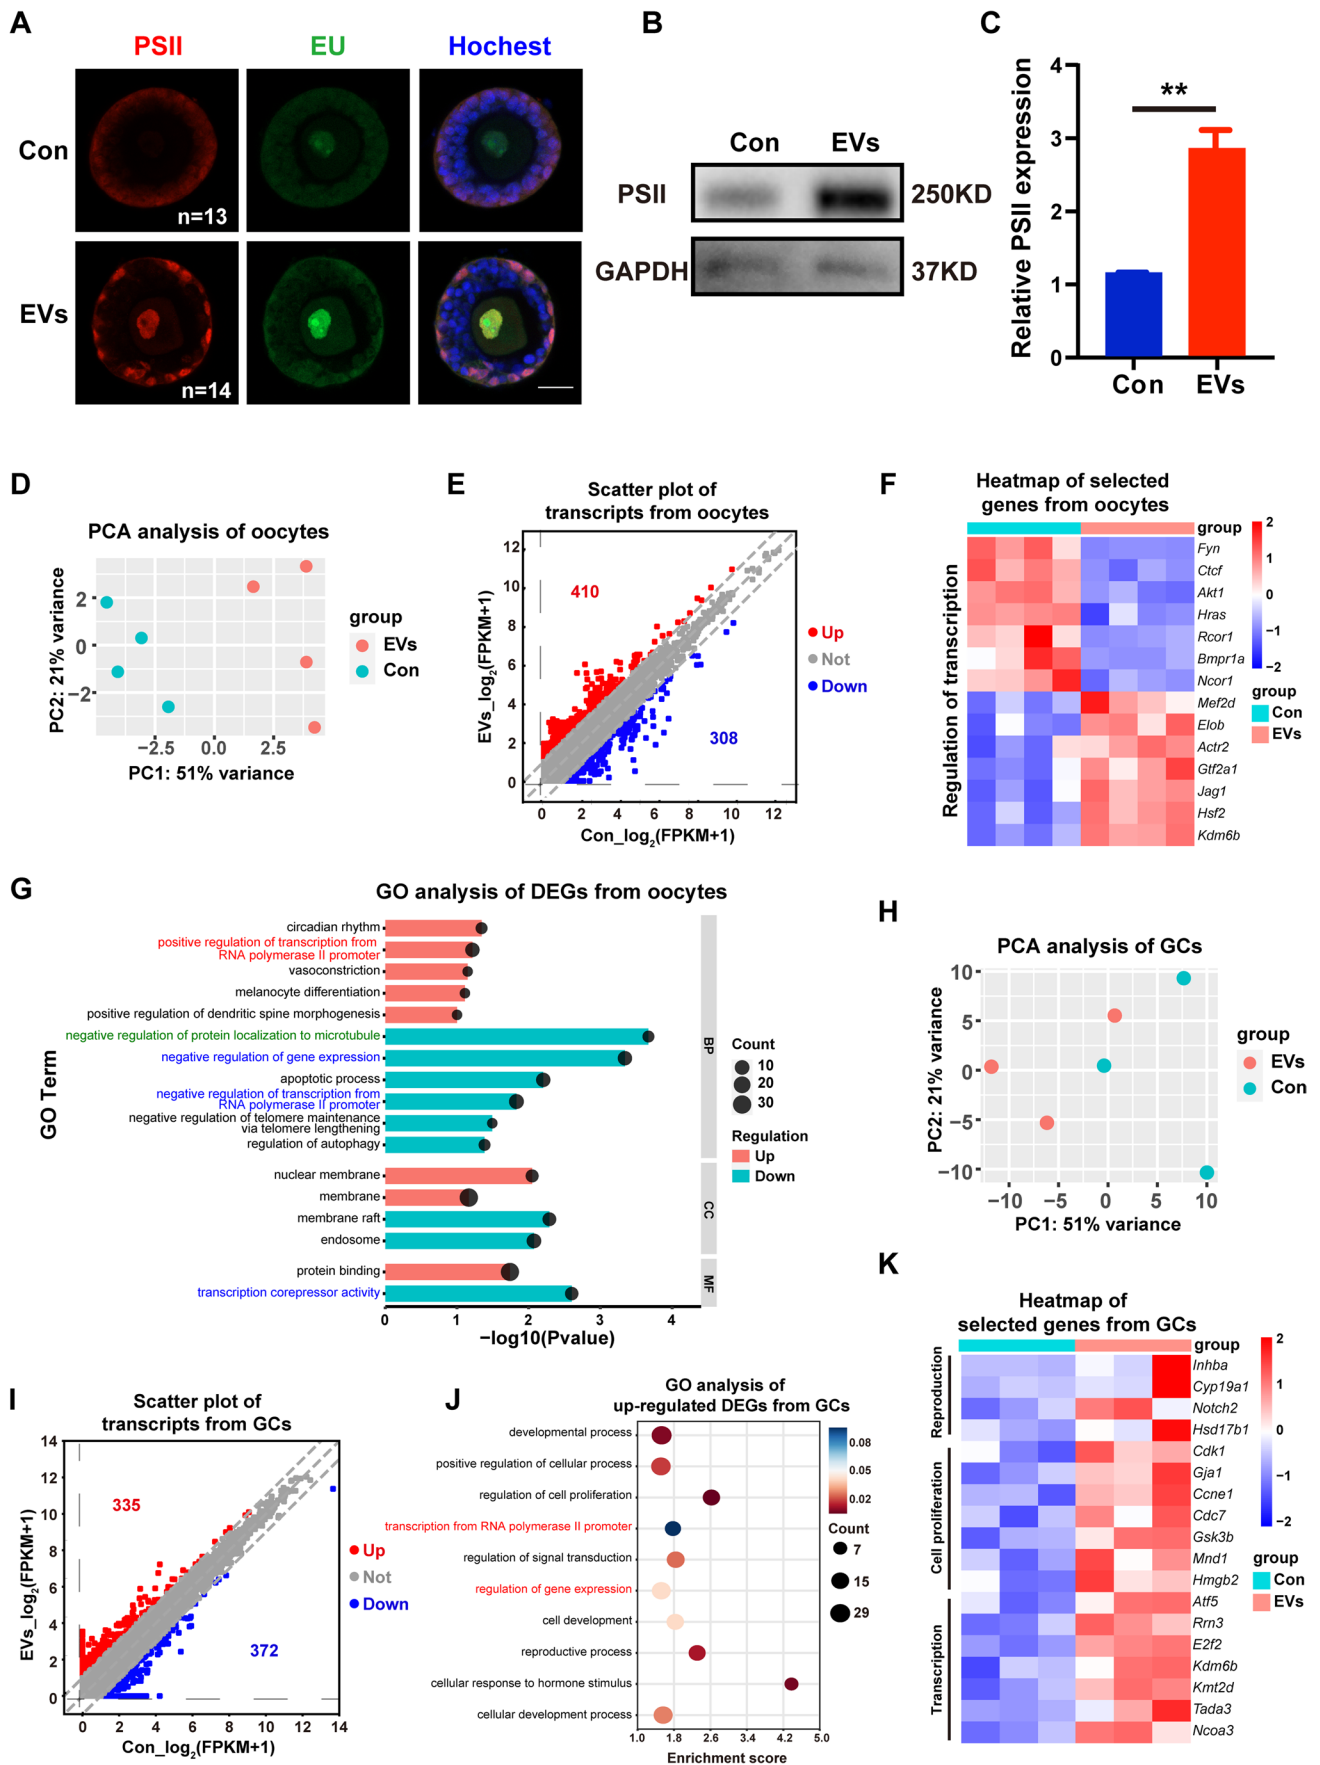 A
PSII
EU
Hochest
Con
n=13
EVs
n=14
B
Con
EVs
PSII
250KD
GAPDH
37KD
C
Relative PSII expression
4
3
2
1
0
**
Con
EVs
D
PCA analysis of oocytes
PC2: 21% variance
2
0
−2
−2.5
0.0
2.5
PC1: 51% variance
group
EVs
Con
E
Scatter plot of
transcripts from oocytes
EVs_log2(FPKM+1)
12
10
8
6
4
2
0
410
308
0
2
4
6
8
10
12
Con_log2(FPKM+1)
Up
Not
Down
F
Heatmap of selected
genes from oocytes
Regulation of transcription
group
Fyn
Ctcf
Akt1
Hras
Rcor1
Bmpr1a
Ncor1
Mef2d
Elob
Actr2
Gtf2a1
Jag1
Hsf2
Kdm6b
2
1
0
−1
−2
group
Con
EVs
G
GO analysis of DEGs from oocytes
GO Term
circadian rhythm
positive regulation of transcription from
RNA polymerase II promoter
vasoconstriction
melanocyte differentiation
positive regulation of dendritic spine morphogenesis
negative regulation of protein localization to microtubule
negative regulation of gene expression
apoptotic process
negative regulation of transcription from
RNA polymerase II promoter
negative regulation of telomere maintenance
via telomere lengthening
regulation of autophagy
nuclear membrane
membrane
membrane raft
endosome
protein binding
transcription corepressor activity
BP
CC
MF
0
1
2
3
4
−log10(Pvalue)
Count
10
20
30
Regulation
Up
Down
H
PCA analysis of GCs
PC2: 21% variance
10
5
0
−5
−10
−10
−5
0
5
10
PC1: 51% variance
group
EVs
Con
I
Scatter plot of
transcripts from GCs
EVs_log2(FPKM+1)
14
12
10
8
6
4
2
0
335
372
0
2
4
6
8
10
12
14
Con_log2(FPKM+1)
Up
Not
Down
J
GO analysis of
up-regulated DEGs from GCs
developmental process
positive regulation of cellular process
regulation of cell proliferation
transcription from RNA polymerase II promoter
regulation of signal transduction
regulation of gene expression
cell development
reproductive process
cellular response to hormone stimulus
cellular development process
1.0
1.8
2.6
3.4
4.2
5.0
Enrichment score
0.08
0.05
0.02
Count
7
15
29
K
Heatmap of
selected genes from GCs
Reproduction
Cell proliferation
Transcription
group
Inhba
Cyp19a1
Notch2
Hsd17b1
Cdk1
Gja1
Ccne1
Cdc7
Gsk3b
Mnd1
Hmgb2
Atf5
Rrn3
E2f2
Kdm6b
Kmt2d
Tada3
Ncoa3
2
1
0
−1
−2
group
Con
EVs